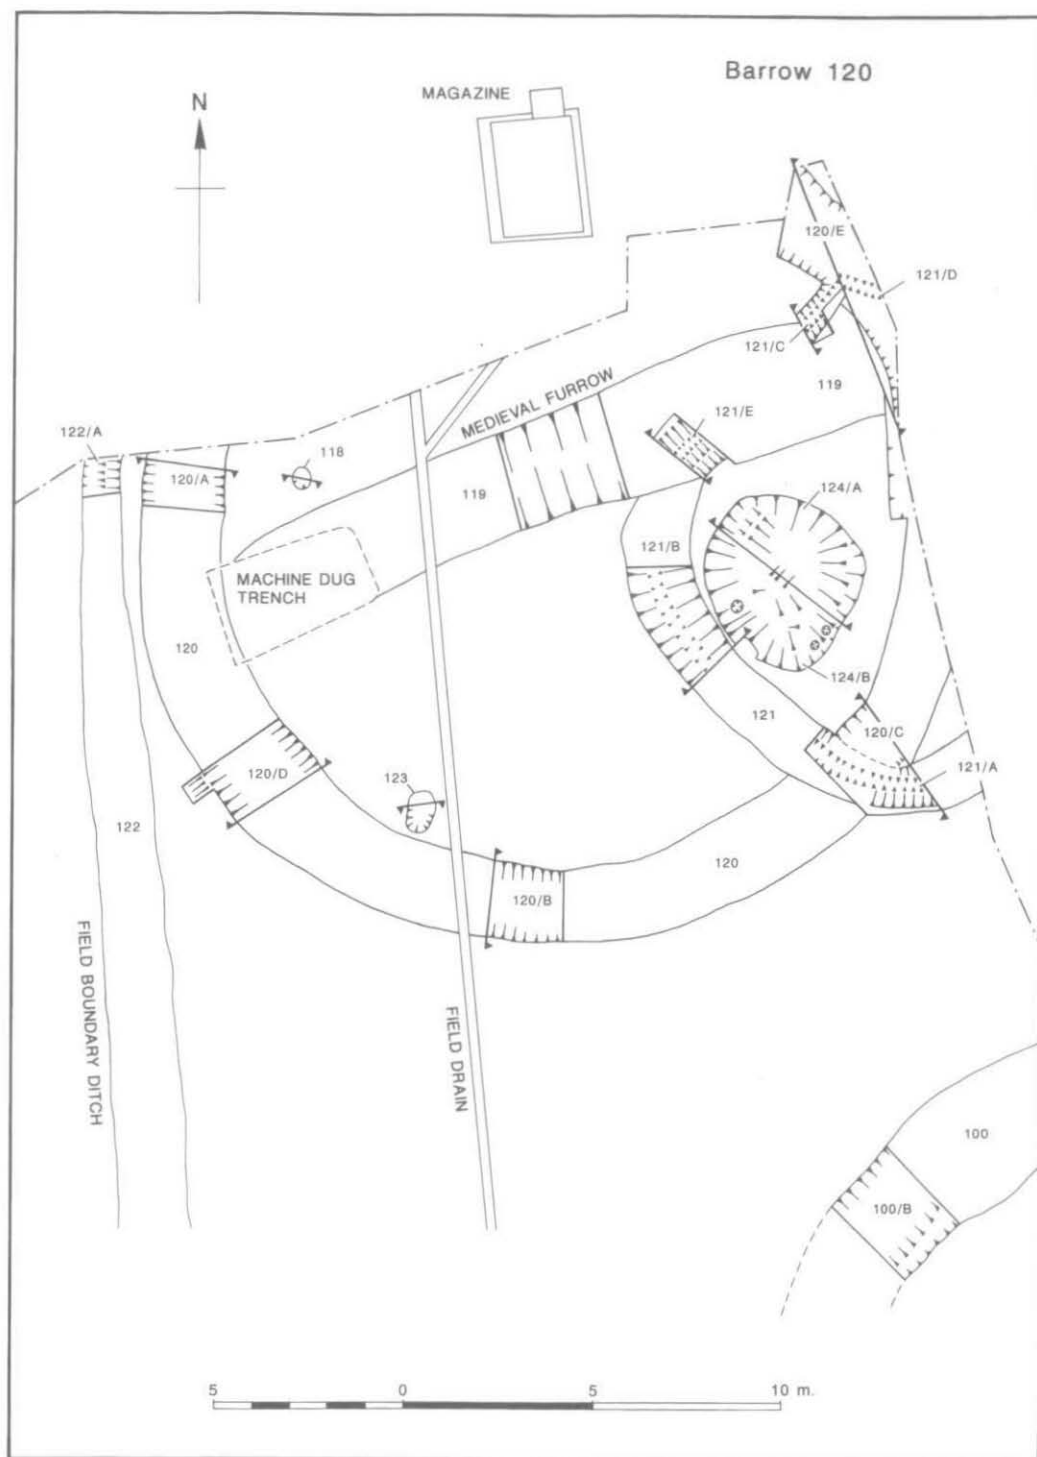 Barrow 120
MAGAZINE
N
120/E
121/D
121/C
119
MEDIEVAL FURROW
121/E
122/A
118
120/A
119
124/A
121/B
MACHINE DUG
TRENCH
120
124/B
121
120/C
121/A
120/D
123
122
120
120/B
FIELD BOUNDARY DITCH
FIELD DRAIN
100
100/B
5 0 5 10 m.